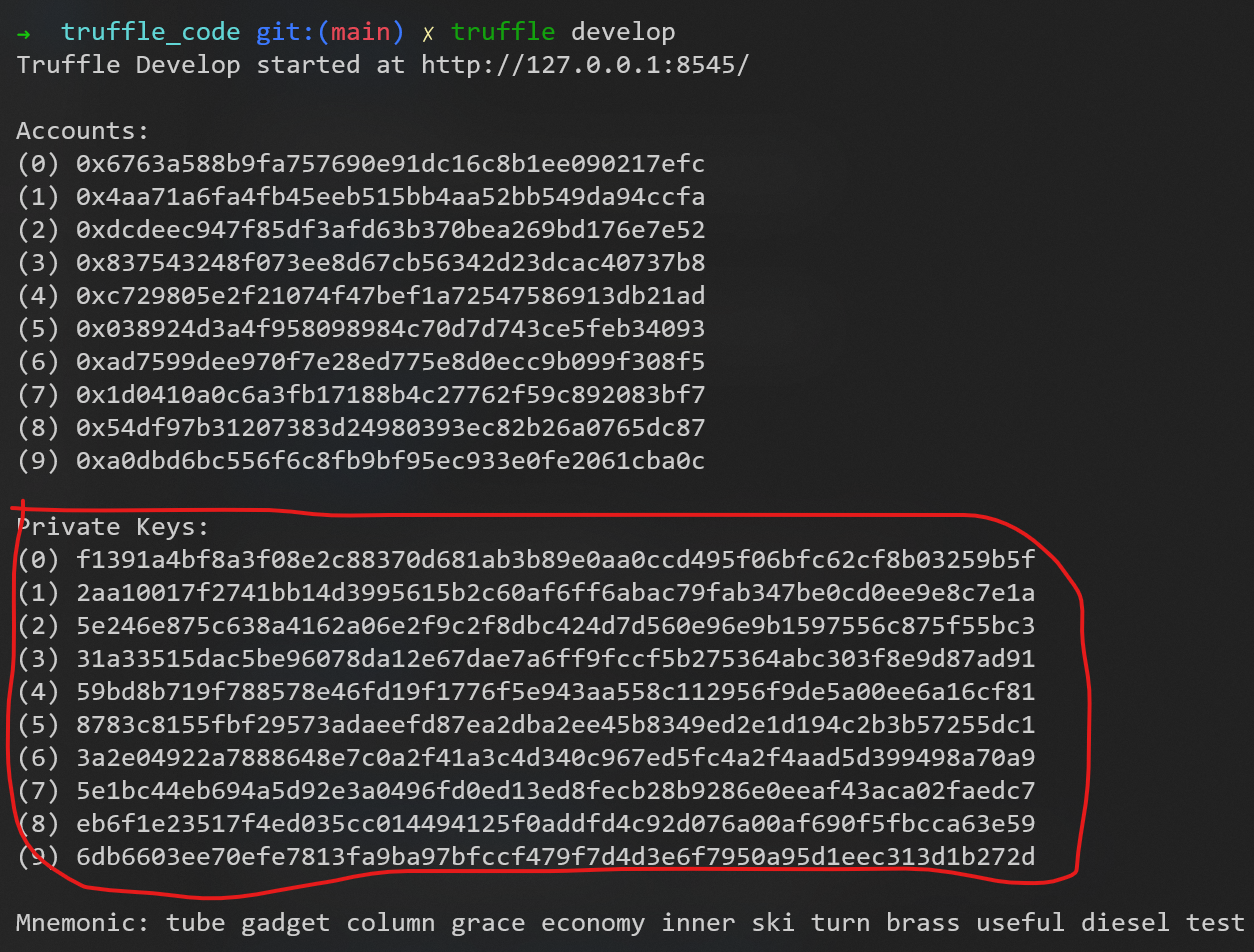 → truffle_code git:(main) ✗ truffle develop
Truffle Develop started at http://127.0.0.1:8545/
Accounts:
(0) 0x6763a588b9fa757690e91dc16c8b1ee090217efc
(1) 0x4aa71a6fa4fb45eeb515bb4aa52bb549da94ccfa
(2) 0xdcdeec947f85df3afd63b370bea269bd176e7e52
(3) 0x837543248f073ee8d67cb56342d23dcac40737b8
(4) 0xc729805e2f21074f47bef1a72547586913db21ad
(5) 0x038924d3a4f958098984c70d7d743ce5feb34093
(6) 0xad7599dee970f7e28ed775e8d0ecc9b099f308f5
(7) 0x1d0410a0c6a3fb17188b4c27762f59c892083bf7
(8) 0x54df97b31207383d24980393ec82b26a0765dc87
(9) 0xa0dbd6bc556f6c8fb9bf95ec933e0fe2061cba0c
Private Keys:
(0) f1391a4bf8a3f08e2c88370d681ab3b89e0aa0ccd495f06bfc62cf8b03259b5f
(1) 2aa10017f2741bb14d3995615b2c60af6ff6abac79fab347be0cd0ee9e8c7e1a
(2) 5e246e875c638a4162a06e2f9c2f8dbc424d7d560e96e9b1597556c875f55bc3
(3) 31a33515dac5be96078da12e67dae7a6ff9fccf5b275364abc303f8e9d87ad91
(4) 59bd8b719f788578e46fd19f1776f5e943aa558c112956f9de5a00ee6a16cf81
(5) 8783c8155fbf29573adaeefd87ea2dba2ee45b8349ed2e1d194c2b3b57255dc1
(6) 3a2e04922a7888648e7c0a2f41a3c4d340c967ed5fc4a2f4aad5d399498a70a9
(7) 5e1bc44eb694a5d92e3a0496fd0ed13ed8fecb28b9286e0eeaf43aca02faedc7
(8) eb6f1e23517f4ed035cc014494125f0addfd4c92d076a00af690f5fbcca63e59
(9) 6db6603ee70efe7813fa9ba97bfccf479f7d4d3e6f7950a95d1eec313d1b272d
Mnemonic: tube gadget column grace economy inner ski turn brass useful diesel test